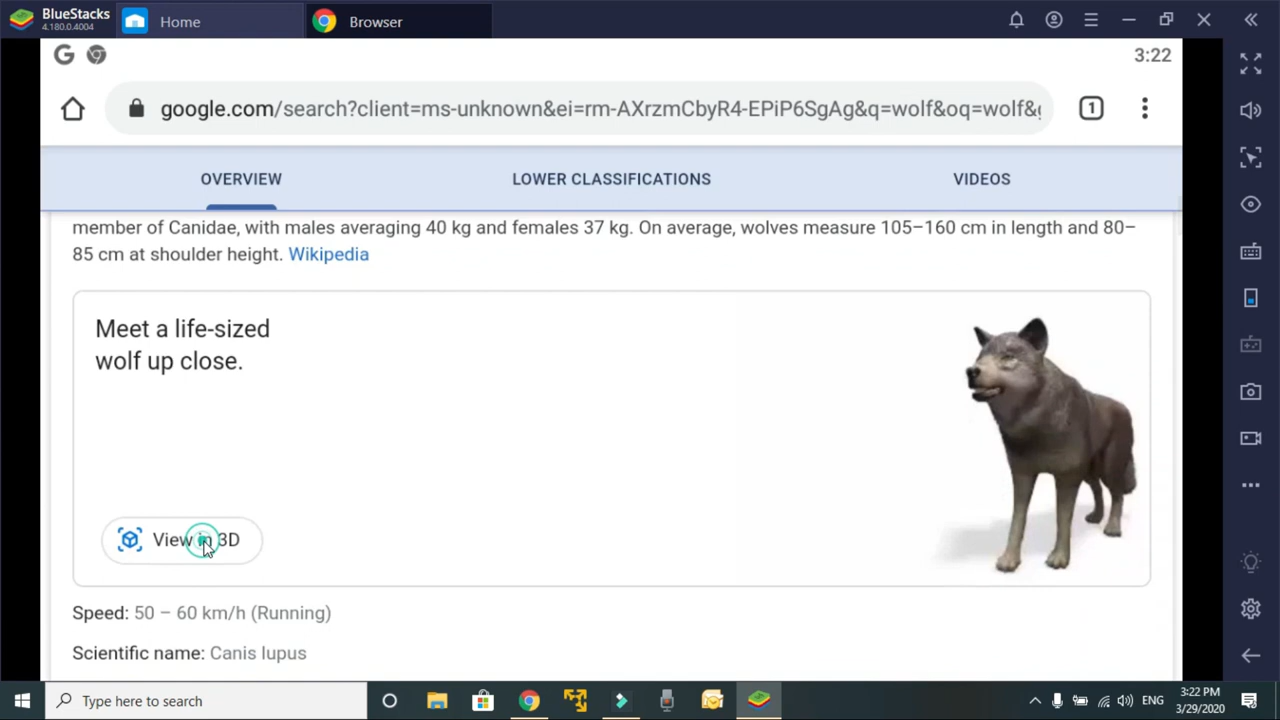 BlueStacks
4.180.0.4004
Home
Browser
3:22
google.com/search?client=ms-unknown&ei=rm-AXrzmCbyR4-EPiP6SgAg&q=wolf&oq=wolf&
1
OVERVIEW
LOWER CLASSIFICATIONS
VIDEOS
member of Canidae, with males averaging 40 kg and females 37 kg. On average, wolves measure 105–160 cm in length and 80–
85 cm at shoulder height. Wikipedia
Meet a life-sized
wolf up close.
View in 3D
Speed: 50 – 60 km/h (Running)
Scientific name: Canis lupus
Type here to search
ENG
3:22 PM
3/29/2020